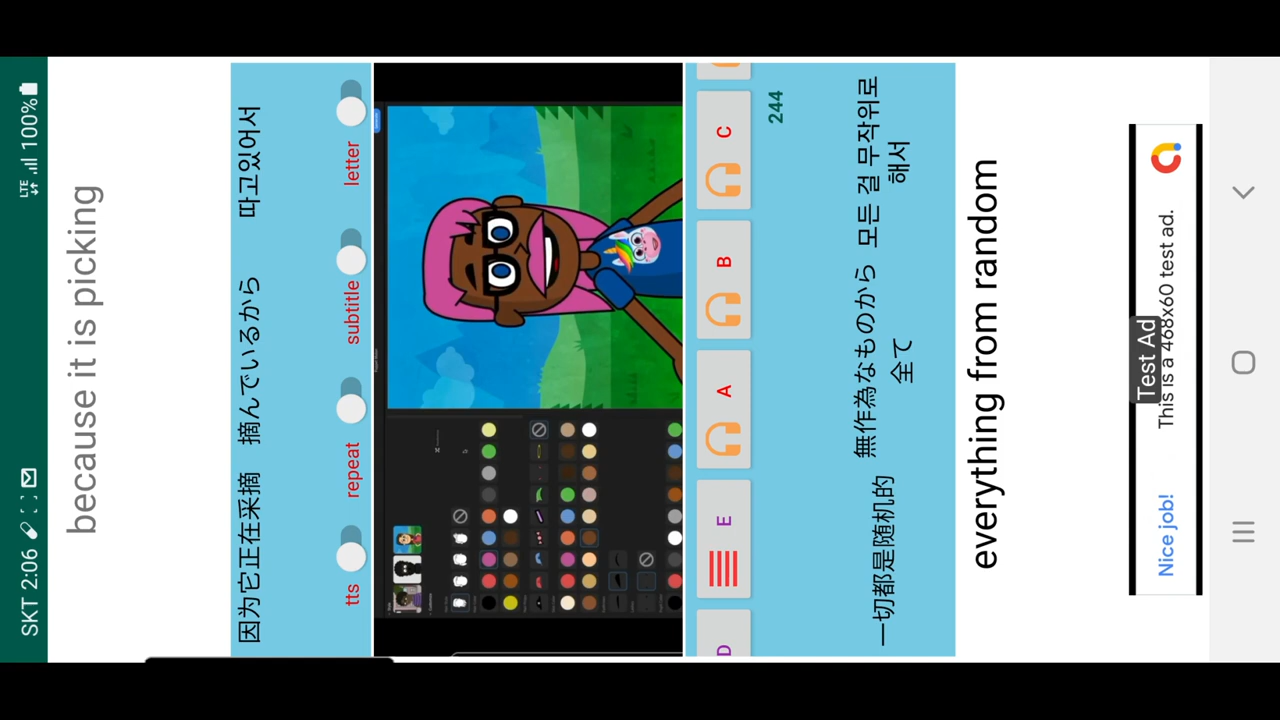 SKT 2:06
LTE 100%
because it is picking
因为它正在采摘 摘んでいるから 따고있어서
tts repeat subtitle letter
D E A B C
244
一切都是随机的 無作為なものから 모든 걸 무작위로
全て 해서
everything from random
Test Ad
Nice job! This is a 468x60 test ad.